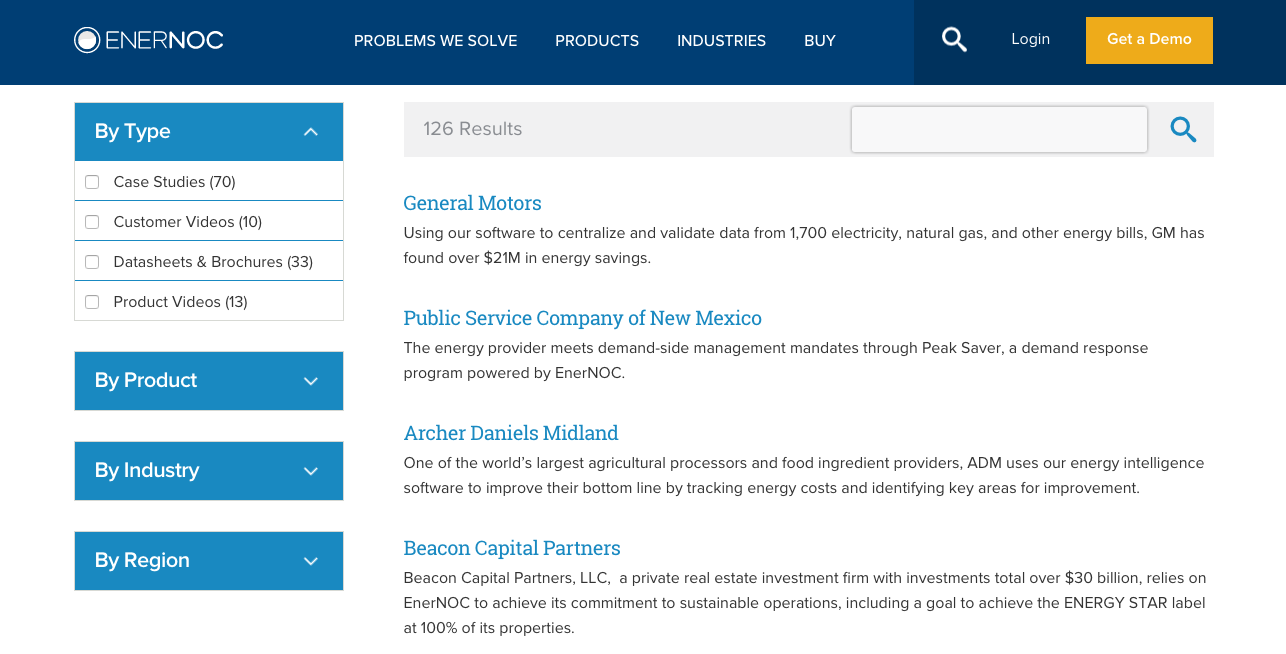 ENERNOC
PROBLEMS WE SOLVE
PRODUCTS
INDUSTRIES
BUY
Login
Get a Demo
By Type
Case Studies (70)
Customer Videos (10)
Datasheets & Brochures (33)
Product Videos (13)
By Product
By Industry
By Region
126 Results
General Motors
Using our software to centralize and validate data from 1,700 electricity, natural gas, and other energy bills, GM has
found over $21M in energy savings.
Public Service Company of New Mexico
The energy provider meets demand-side management mandates through Peak Saver, a demand response
program powered by EnerNOC.
Archer Daniels Midland
One of the world’s largest agricultural processors and food ingredient providers, ADM uses our energy intelligence
software to improve their bottom line by tracking energy costs and identifying key areas for improvement.
Beacon Capital Partners
Beacon Capital Partners, LLC,  a private real estate investment firm with investments total over $30 billion, relies on
EnerNOC to achieve its commitment to sustainable operations, including a goal to achieve the ENERGY STAR label
at 100% of its properties.